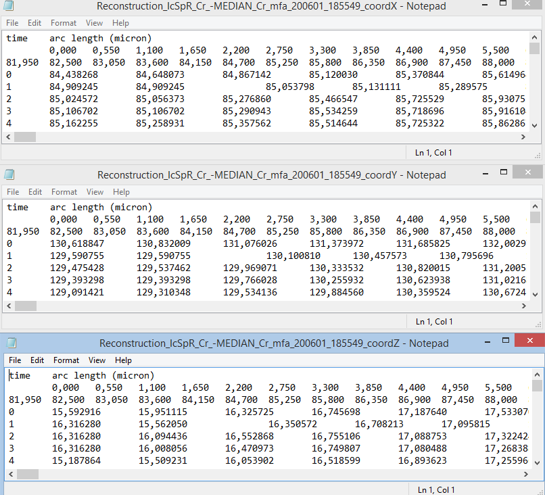 Reconstruction_IcSpR_Cr_-MEDIAN_Cr_mfa_200601_185549_coordX - Notepad
File Edit Format View Help
time arc length (micron)
0,000 0,550 1,100 1,650 2,200 2,750 3,300 3,850 4,400 4,950 5,500
81,950 82,500 83,050 83,600 84,150 84,700 85,250 85,800 86,350 86,900 87,450 88,000
0 84,438268 84,648073 84,867142 85,120030 85,370844 85,61496
1 84,909245 84,909245 85,053798 85,131111 85,289575
2 85,024572 85,056373 85,276860 85,466547 85,725529 85,93075
3 85,106702 85,106702 85,290943 85,534259 85,718696 85,91610
4 85,162255 85,258931 85,357562 85,514644 85,725322 85,86286
Ln 1, Col 1
Reconstruction_IcSpR_Cr_-MEDIAN_Cr_mfa_200601_185549_coordY - Notepad
File Edit Format View Help
time arc length (micron)
0,000 0,550 1,100 1,650 2,200 2,750 3,300 3,850 4,400 4,950 5,500
81,950 82,500 83,050 83,600 84,150 84,700 85,250 85,800 86,350 86,900 87,450 88,000
0 130,618847 130,832009 131,076026 131,373972 131,685825 132,0029
1 129,590755 129,590755 130,100810 130,457573 130,795696
2 129,475428 129,537462 129,969071 130,333532 130,820015 131,2005
3 129,393298 129,393298 129,766028 130,255932 130,623938 131,0216
4 129,091421 129,310348 129,534136 129,884560 130,359524 130,6724
Ln 1, Col 1
Reconstruction_IcSpR_Cr_-MEDIAN_Cr_mfa_200601_185549_coordZ - Notepad
File Edit Format View Help
time arc length (micron)
0,000 0,550 1,100 1,650 2,200 2,750 3,300 3,850 4,400 4,950 5,500
81,950 82,500 83,050 83,600 84,150 84,700 85,250 85,800 86,350 86,900 87,450 88,000
0 15,592916 15,951115 16,325725 16,745698 17,187640 17,53307
1 16,316280 15,562050 16,350572 16,708213 17,095815
2 16,316280 16,094436 16,552868 16,755106 17,088753 17,32242
3 16,316280 16,008056 16,470973 16,749807 17,080488 17,26838
4 15,187864 15,509231 16,053902 16,518599 16,893623 17,25596
Ln 1, Col 1